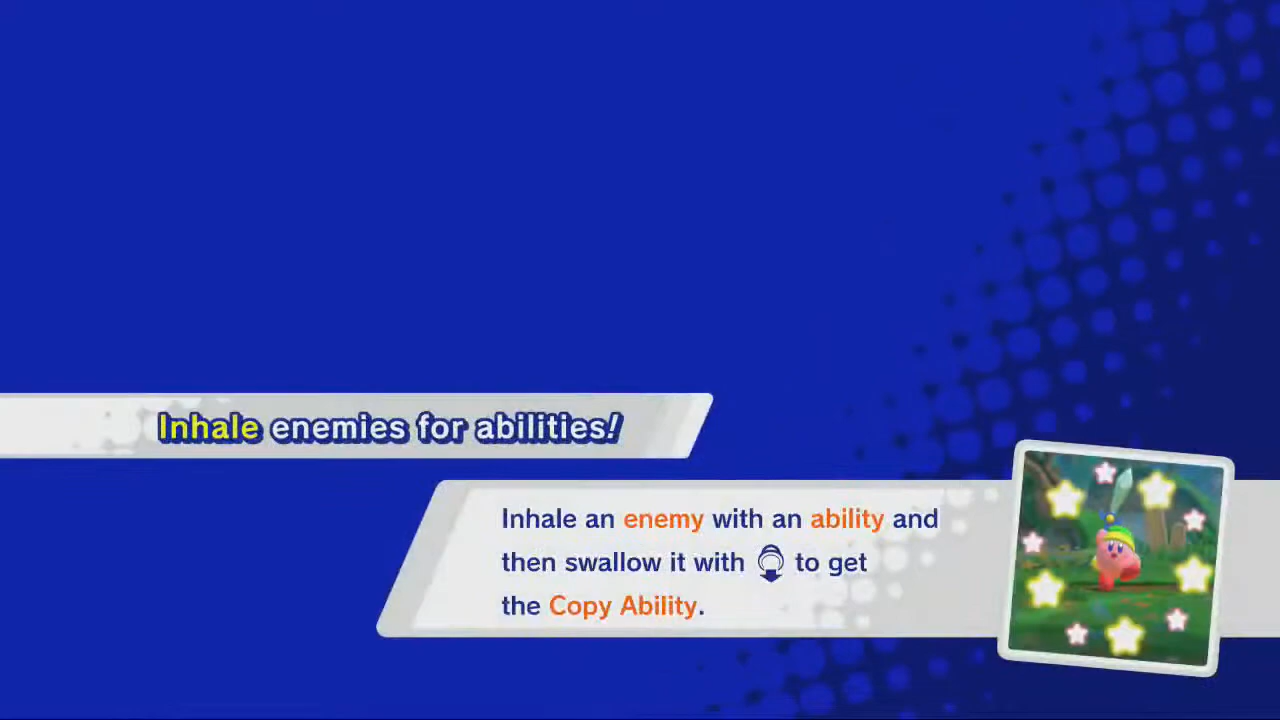 Inhale enemies for abilities!
Inhale an enemy with an ability and
then swallow it with to get
the Copy Ability.